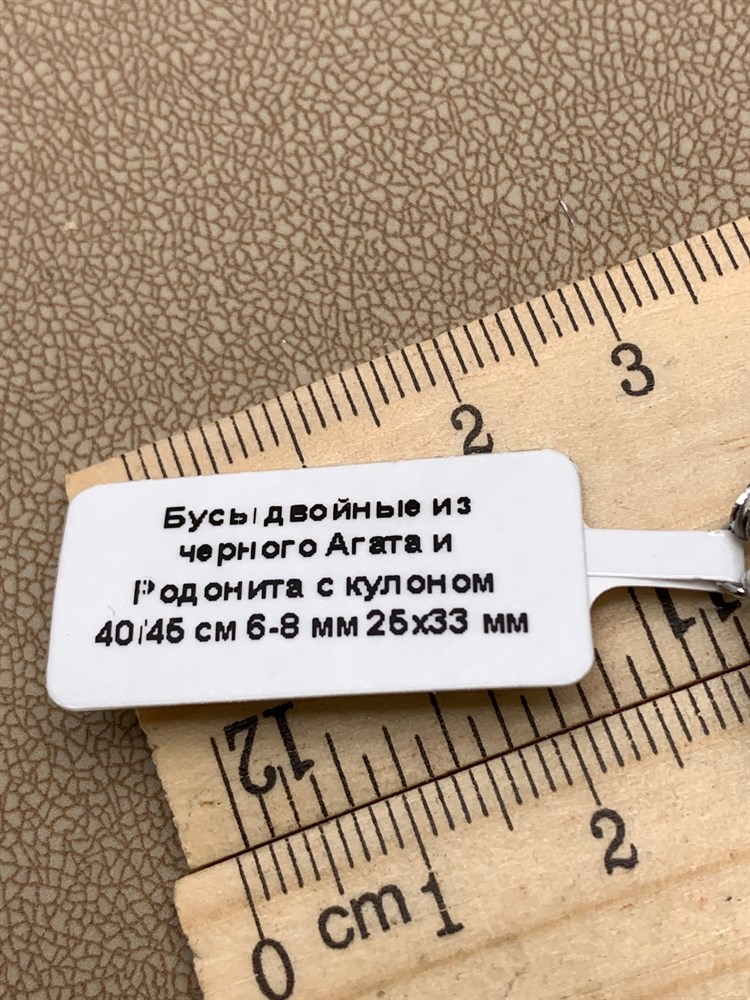 3
2
Бусы двойные из
черного Агата и
Родонита с кулоном
40/45 см 6-8 мм 25х33 мм
11
12
2
cm 1
0